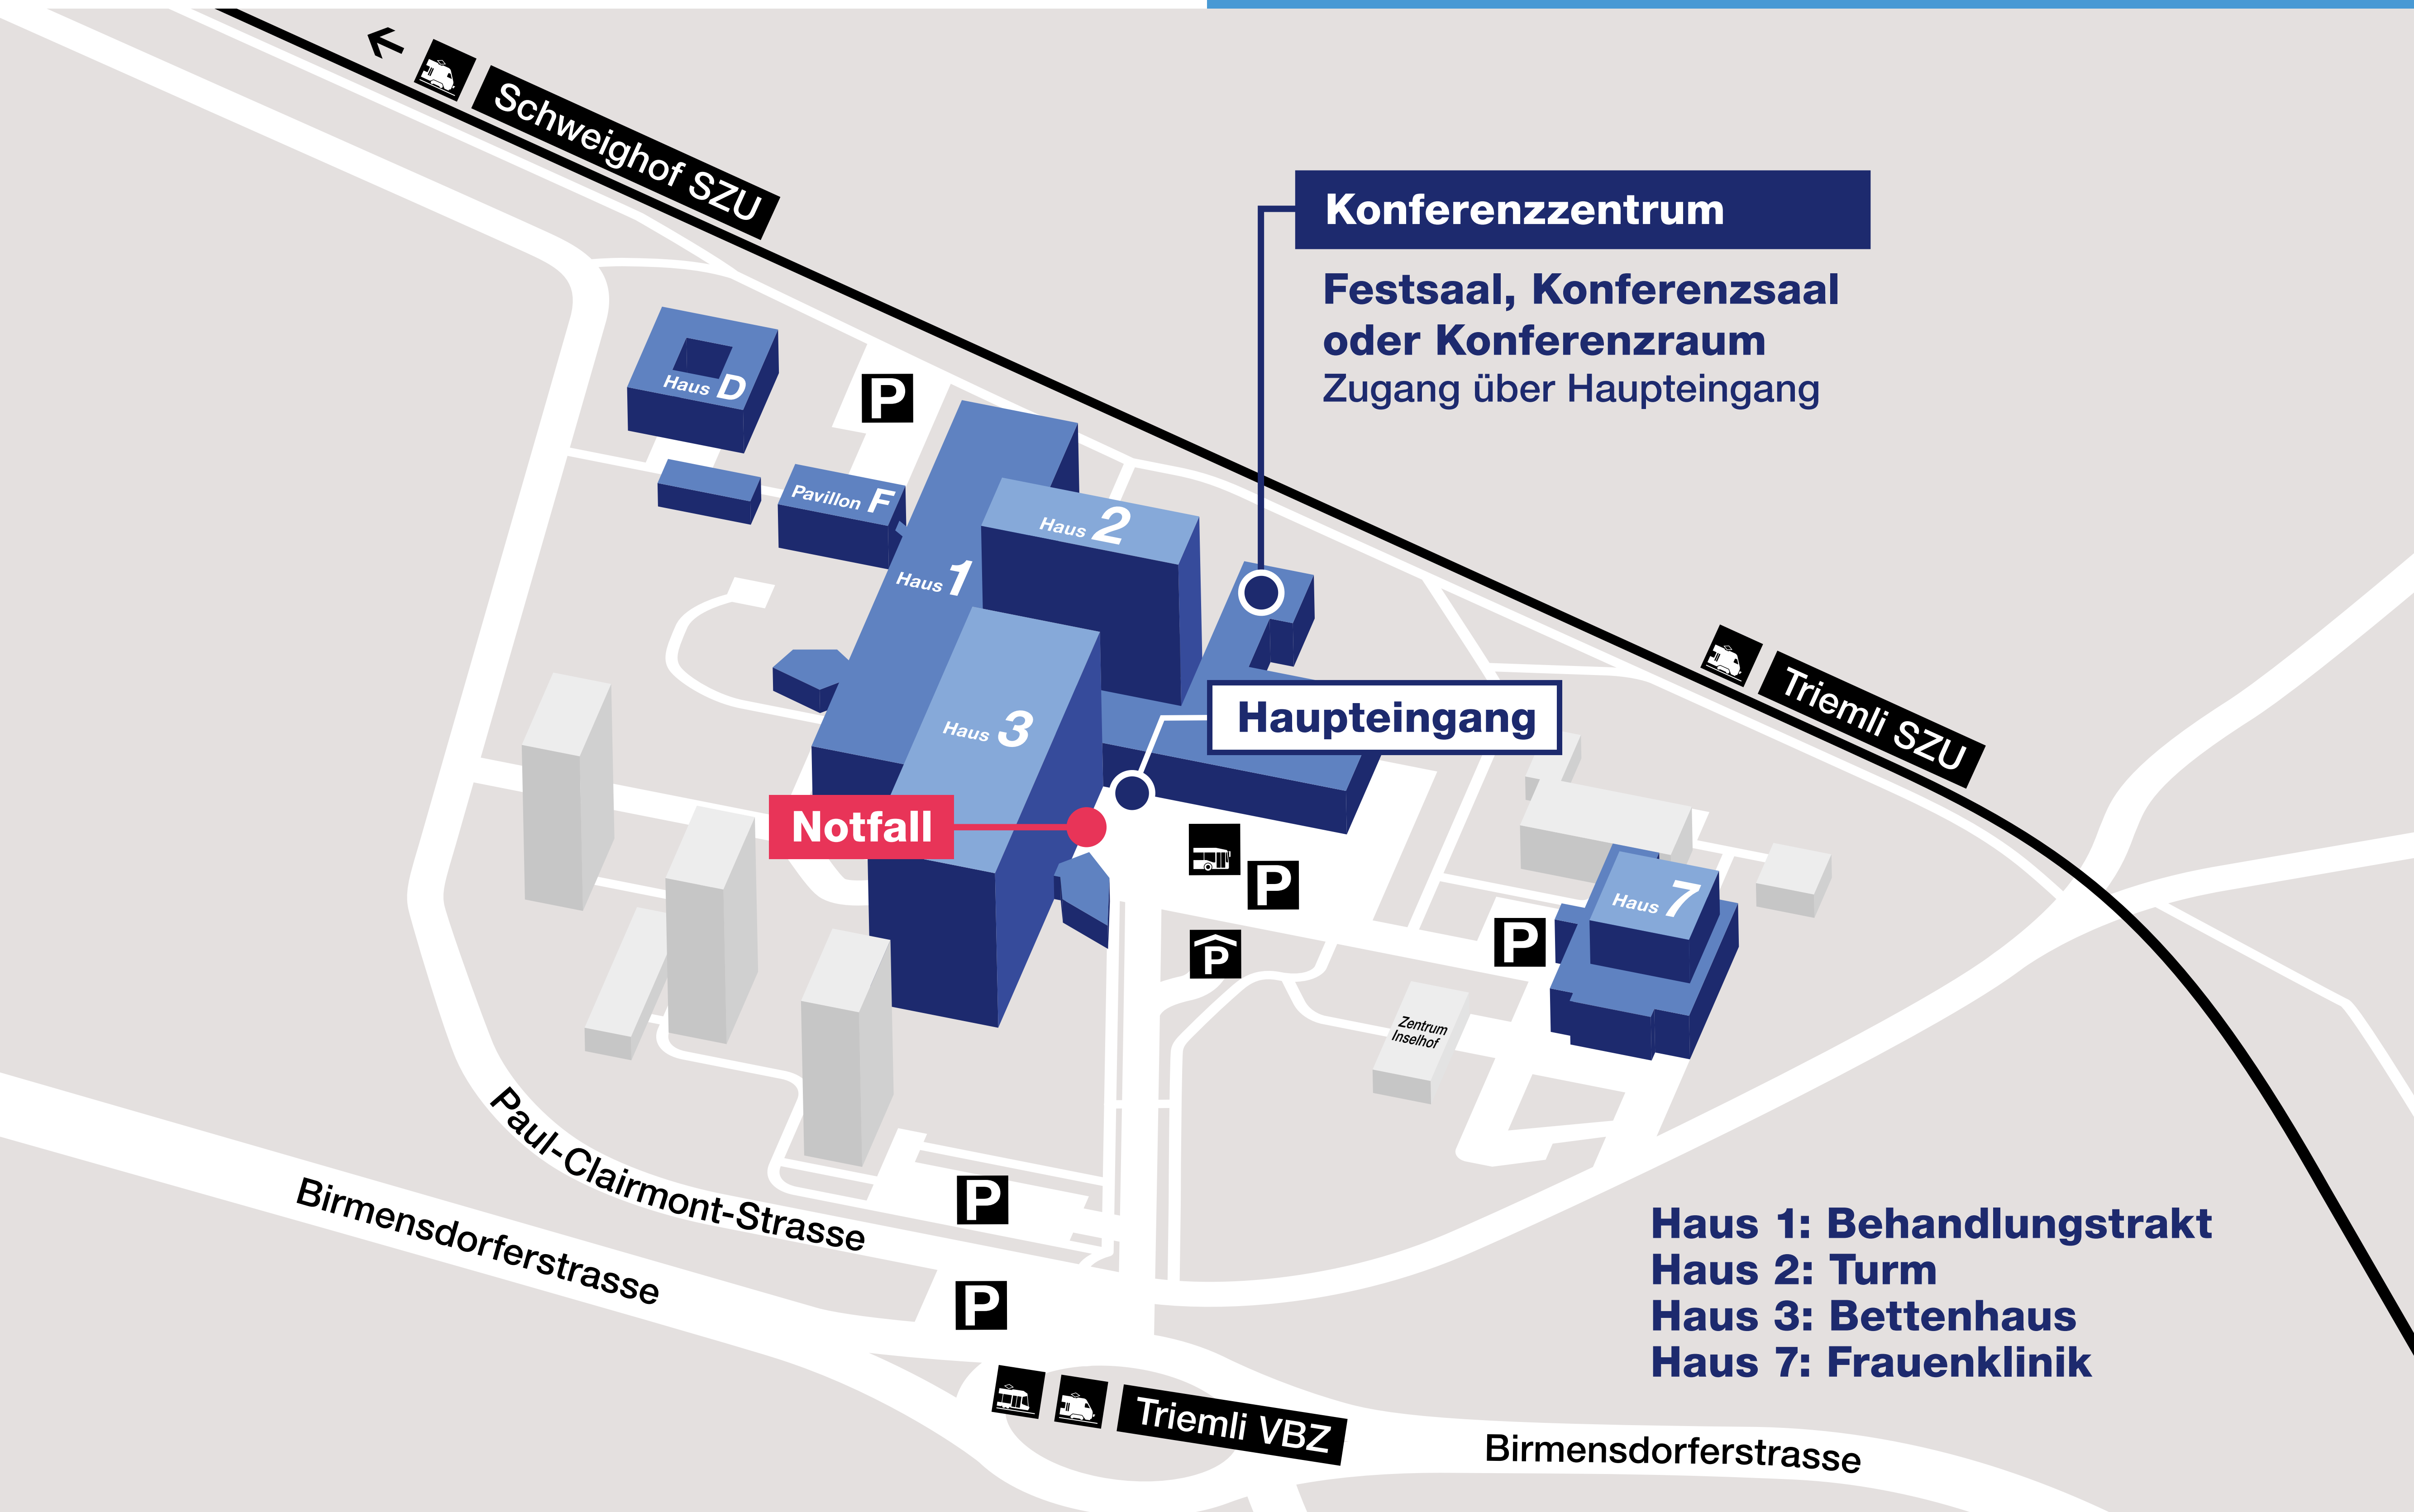 Schweighof SZU
Konferenzzentrum
Festsaal, Konferenzsaal
oder Konferenzraum
Zugang über Haupteingang
Haus D
P
Pavillon F
Haus 2
Haus 1
Haus 3
Haupteingang
Triemli SZU
Notfall
P
Haus 7
P
P
Zentrum
Inselhof
Paul-Clairmont-Strasse
Birmensdorferstrasse
P
P
Haus 1: Behandlungstrakt
Haus 2: Turm
Haus 3: Bettenhaus
Haus 7: Frauenklinik
Triemli VBZ
Birmensdorferstrasse